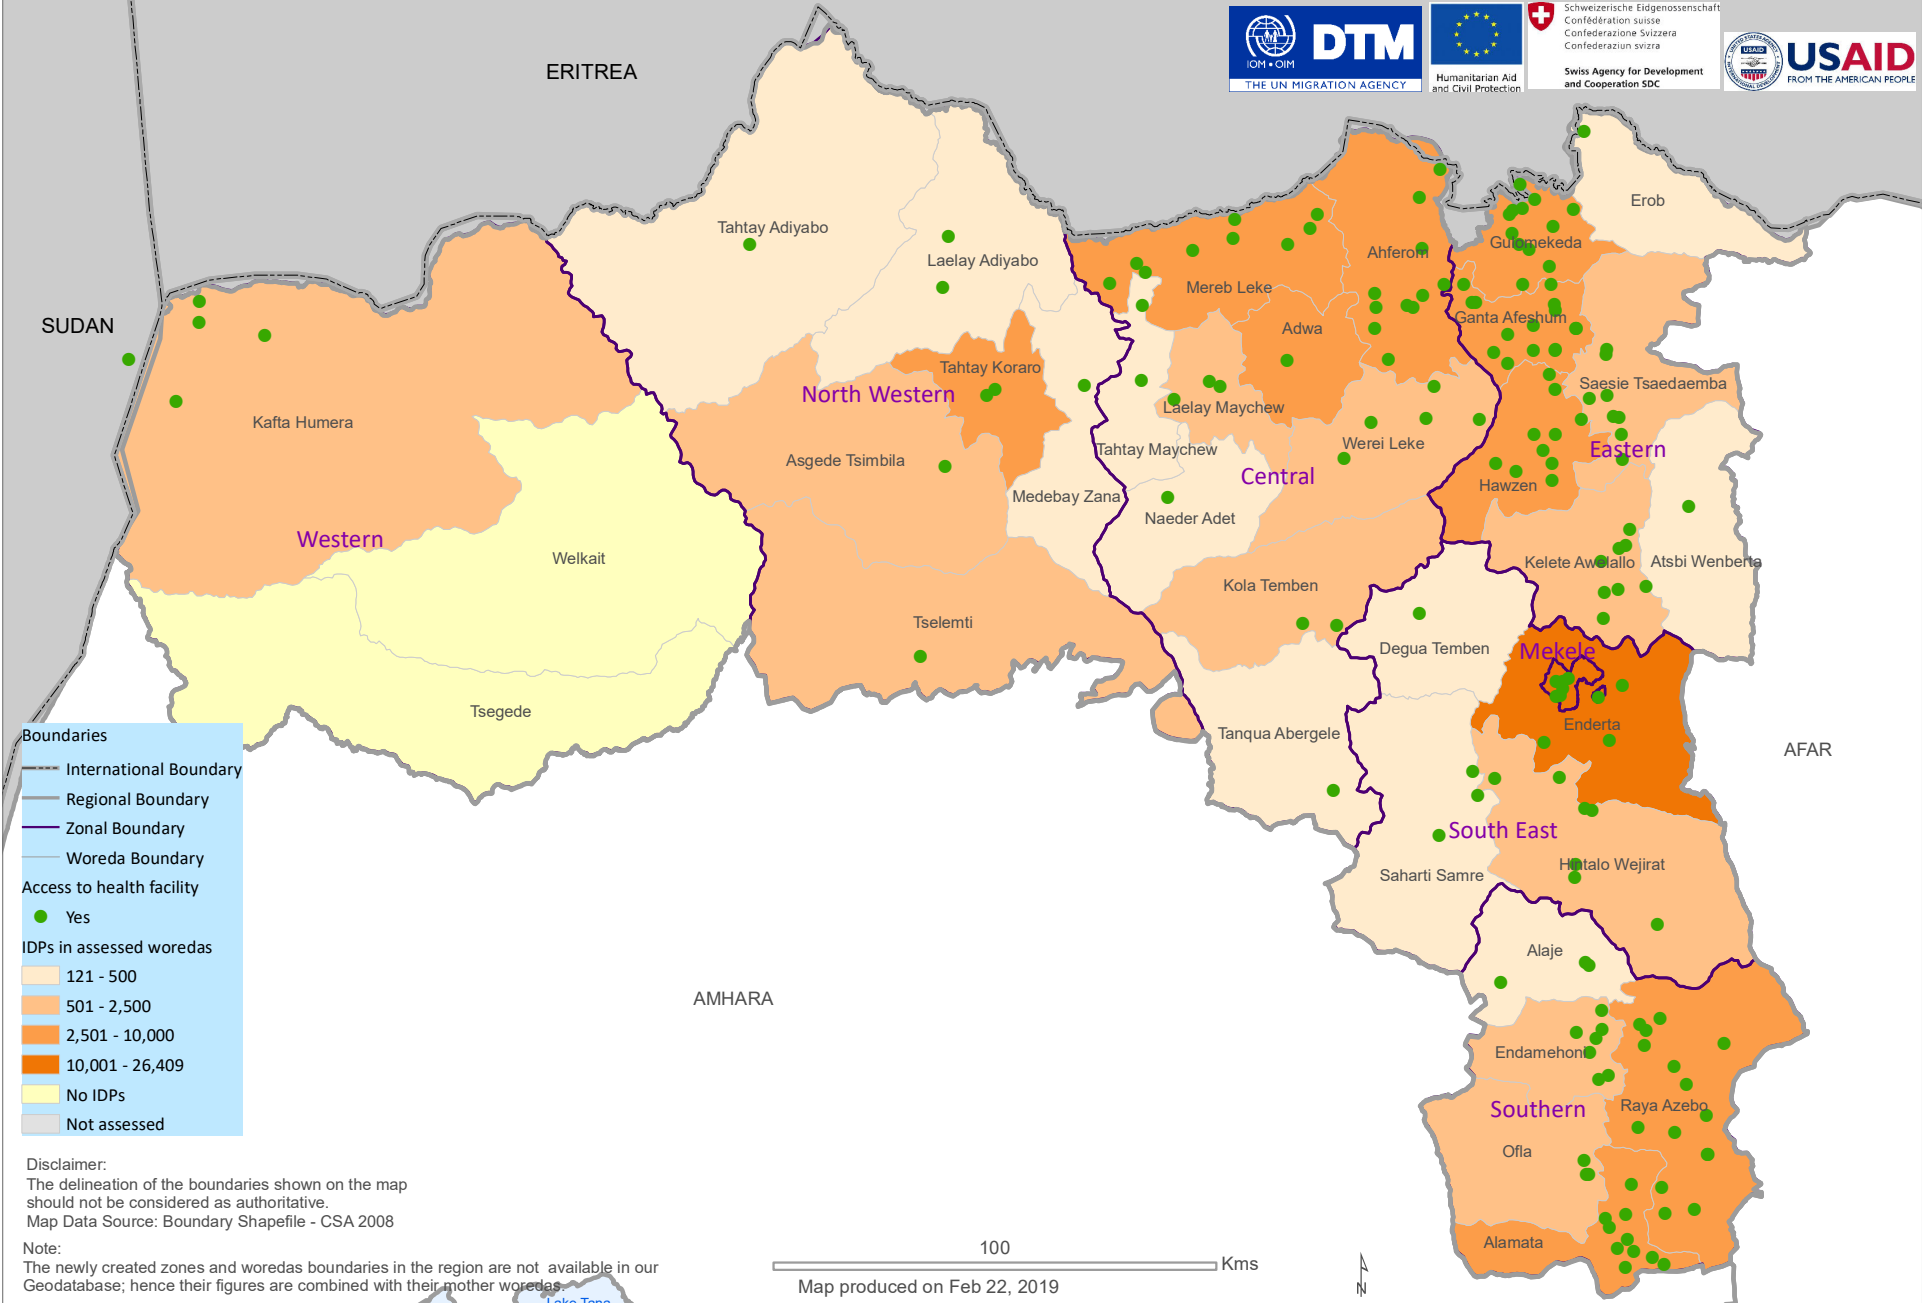 IOM • OIM
DTM
THE UN MIGRATION AGENCY
Humanitarian Aid
and Civil Protection
Schweizerische Eidgenossenschaft
Confédération suisse
Confederazione Svizzera
Confederaziun svizra
Swiss Agency for Development
and Cooperation SDC
USAID
USAID
FROM THE AMERICAN PEOPLE
ERITREA
SUDAN
Erob
Tahtay Adiyabo
Laelay Adiyabo
Ahferom
Gulomekeda
Mereb Leke
Adwa
Ganta Afeshum
Tahtay Koraro
North Western
Saesie Tsaedaemba
Laelay Maychew
Kafta Humera
Werei Leke
Tahtay Maychew
Eastern
Asgede Tsimbila
Central
Hawzen
Medebay Zana
Naeder Adet
Western
Welkait
Kelete Awelallo
Atsbi Wenberta
Kola Temben
Tselemti
Degua Temben
Mekele
Tsegede
Enderta
Tanqua Abergele
AFAR
South East
Hintalo Wejirat
Saharti Samre
Alaje
AMHARA
Endamehoni
Southern
Raya Azebo
Ofla
Alamata
Boundaries
International Boundary
Regional Boundary
Zonal Boundary
Woreda Boundary
Access to health facility
Yes
IDPs in assessed woredas
121 - 500
501 - 2,500
2,501 - 10,000
10,001 - 26,409
No IDPs
Not assessed
Disclaimer:
The delineation of the boundaries shown on the map
should not be considered as authoritative.
Map Data Source: Boundary Shapefile - CSA 2008
Note:
The newly created zones and woredas boundaries in the region are not available in our
Geodatabase; hence their figures are combined with their mother woredas.
Lake Tana
100
Kms
Map produced on Feb 22, 2019
N